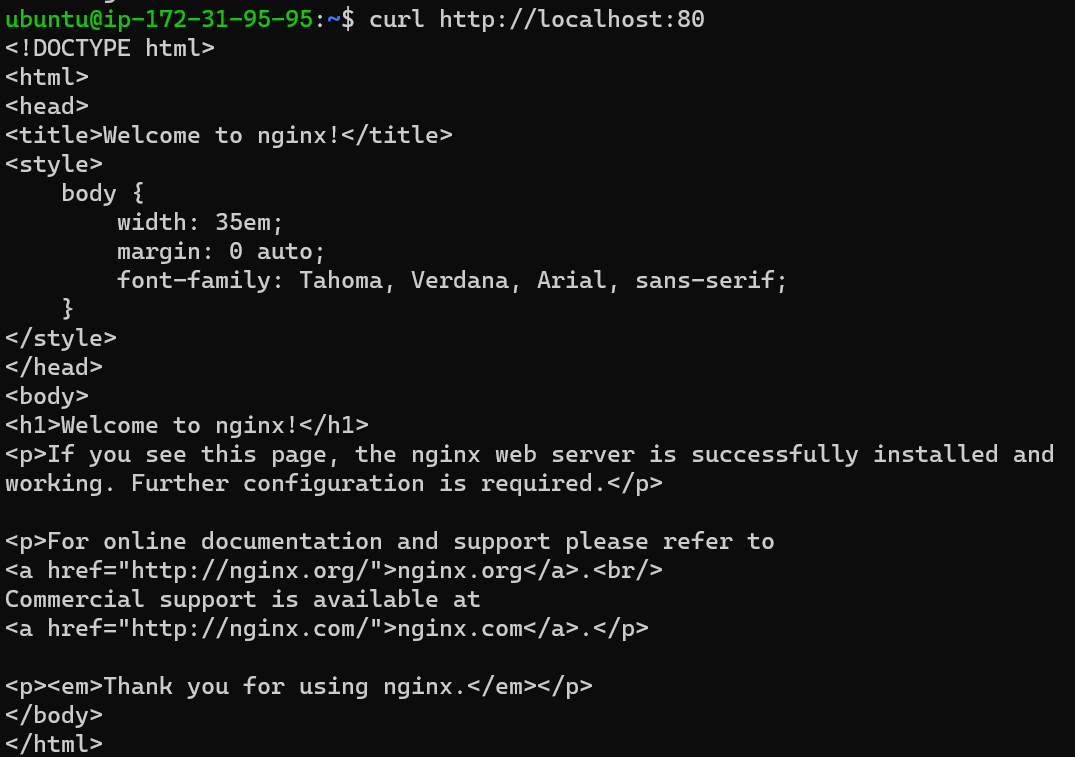 ubuntu@ip-172-31-95-95:~$ curl http://localhost:80
<!DOCTYPE html>
<html>
<head>
<title>Welcome to nginx!</title>
<style>
    body {
        width: 35em;
        margin: 0 auto;
        font-family: Tahoma, Verdana, Arial, sans-serif;
    }
</style>
</head>
<body>
<h1>Welcome to nginx!</h1>
<p>If you see this page, the nginx web server is successfully installed and
working. Further configuration is required.</p>

<p>For online documentation and support please refer to
<a href="http://nginx.org/">nginx.org</a>.<br/>
Commercial support is available at
<a href="http://nginx.com/">nginx.com</a>.</p>

<p><em>Thank you for using nginx.</em></p>
</body>
</html>